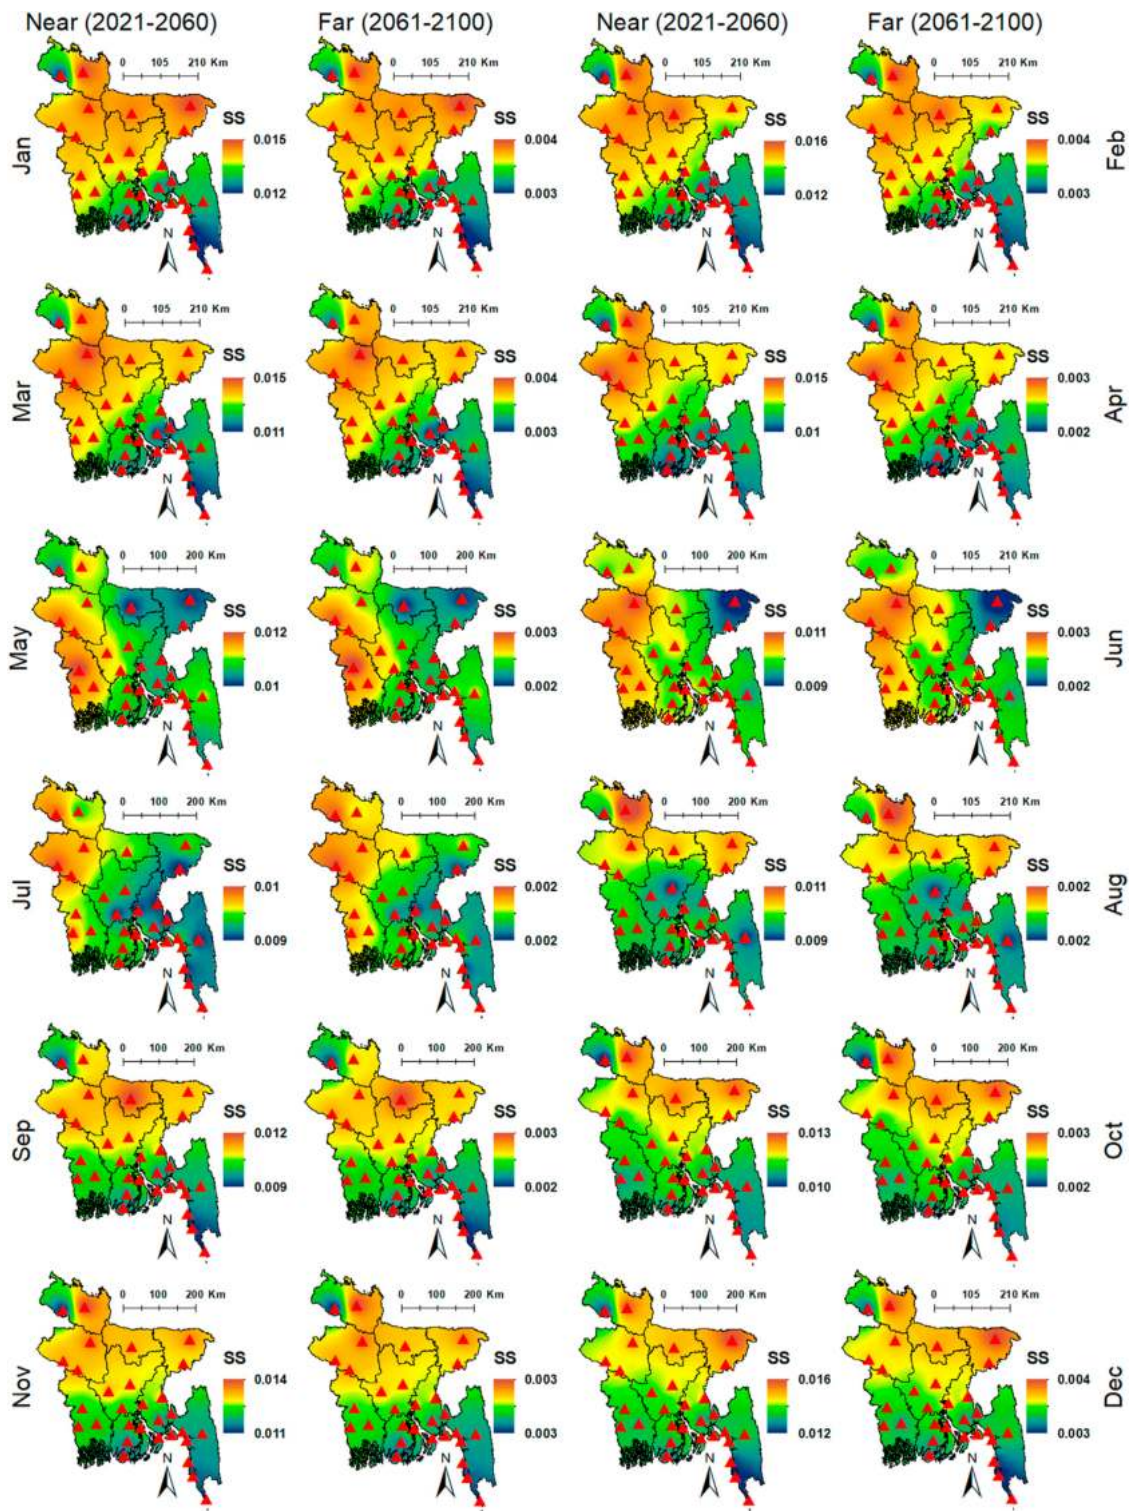 Near (2021-2060) Far (2061-2100) Near (2021-2060) Far (2061-2100)
Jan
0 105 210 Km
SS
0.015
0.012
N
0 105 210 Km
SS
0.004
0.003
N
0 105 210 Km
SS
0.016
0.012
N
0 105 210 Km
SS
0.004
0.003
N
Feb
Mar
0 105 210 Km
SS
0.015
0.011
N
0 105 210 Km
SS
0.004
0.003
N
0 105 210 Km
SS
0.015
0.01
N
0 105 210 Km
SS
0.003
0.002
N
Apr
May
0 100 200 Km
SS
0.012
0.01
N
0 100 200 Km
SS
0.003
0.002
N
0 100 200 Km
SS
0.011
0.009
N
0 105 210 Km
SS
0.003
0.002
N
Jun
Jul
0 100 200 Km
SS
0.01
0.009
N
0 100 200 Km
SS
0.002
0.002
N
0 100 200 Km
SS
0.011
0.009
N
0 105 210 Km
SS
0.002
0.002
N
Aug
Sep
0 100 200 Km
SS
0.012
0.009
N
0 100 200 Km
SS
0.003
0.002
N
0 100 200 Km
SS
0.013
0.010
N
0 105 210 Km
SS
0.003
0.002
N
Oct
Nov
0 100 200 Km
SS
0.014
0.011
N
0 100 200 Km
SS
0.003
0.003
N
0 100 200 Km
SS
0.016
0.012
N
0 105 210 Km
SS
0.004
0.003
N
Dec